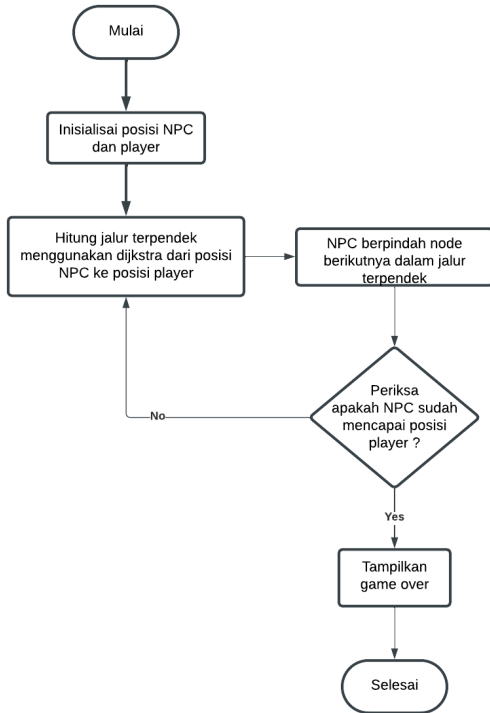 Mulai
Inisialisai posisi NPC
dan player
Hitung jalur terpendek
menggunakan dijkstra dari posisi
NPC ke posisi player
NPC berpindah node
berikutnya dalam jalur
terpendek
Periksa
apakah NPC sudah
mencapai posisi
player ?
No
Yes
Tampilkan
game over
Selesai